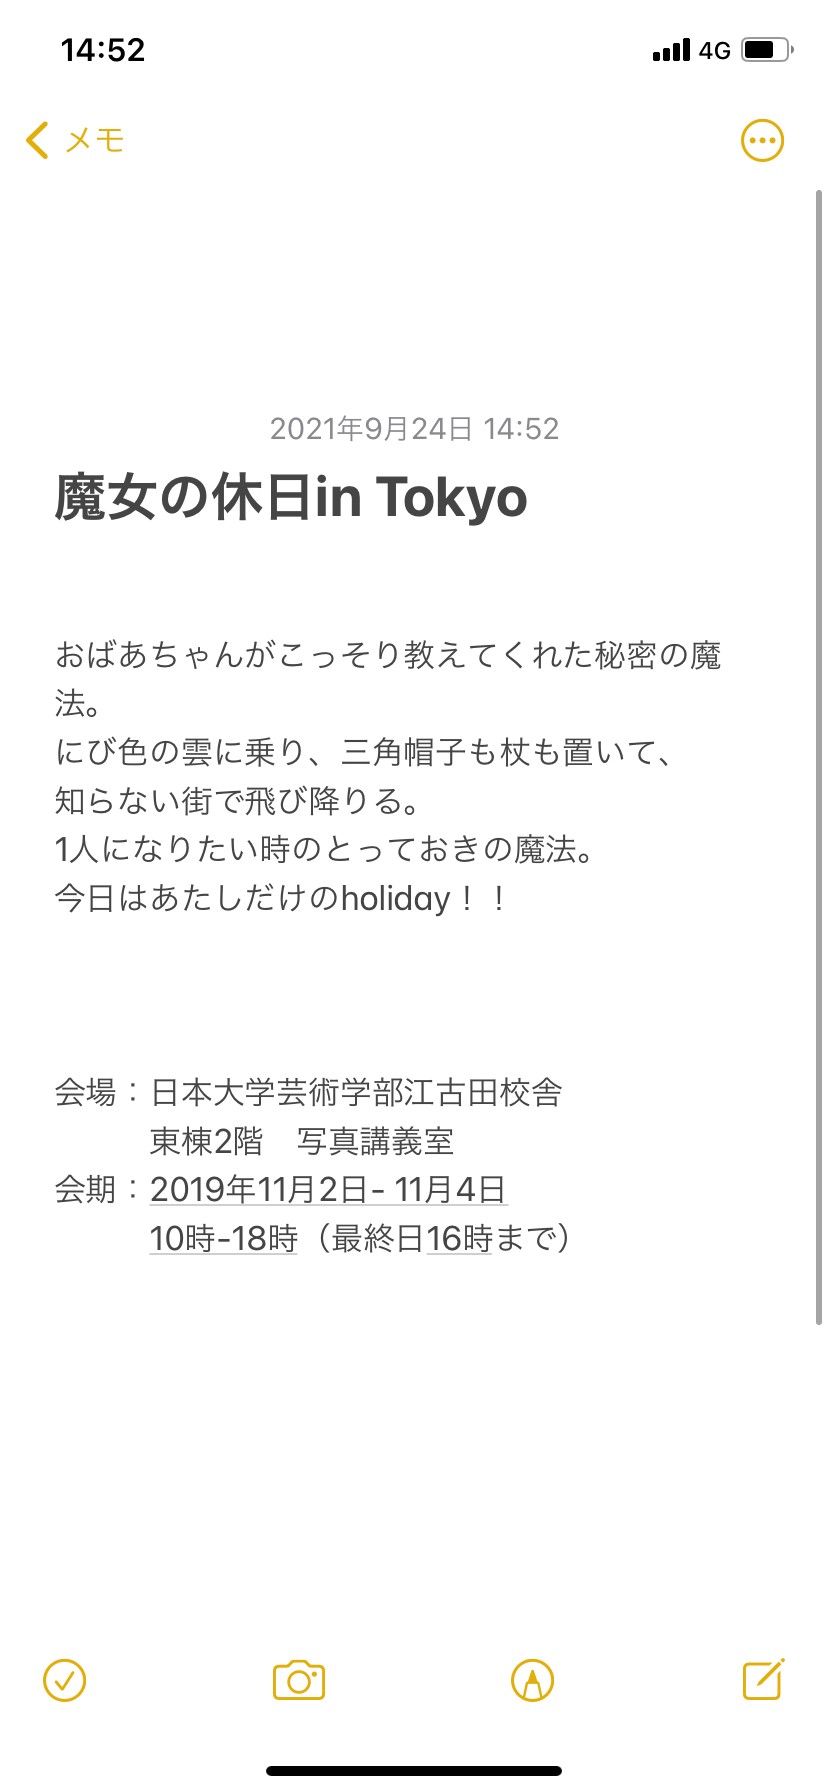 14:52
4G
メモ
2021年9月24日 14:52
魔女の休日in Tokyo
おばあちゃんがこっそり教えてくれた秘密の魔
法。
にび色の雲に乗り、三角帽子も杖も置いて、
知らない街で飛び降りる。
1人になりたい時のとっておきの魔法。
今日はあたしだけのholiday！！
会場：日本大学芸術学部江古田校舎
東棟2階　写真講義室
会期：2019年11月2日- 11月4日
10時-18時（最終日16時まで）